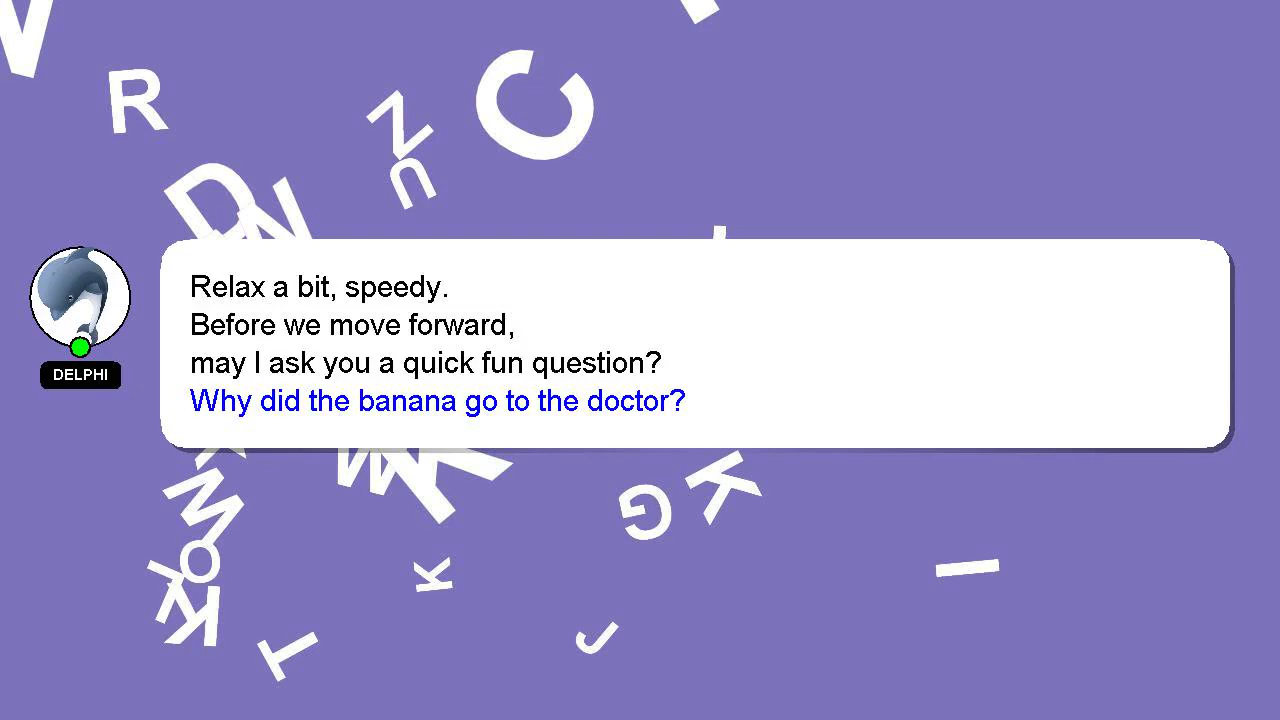 Relax a bit, speedy.
Before we move forward,
may I ask you a quick fun question?
Why did the banana go to the doctor?
DELPHI
R
C
N
U
D
N
K
G
K
W
O
K
K
T
J
I